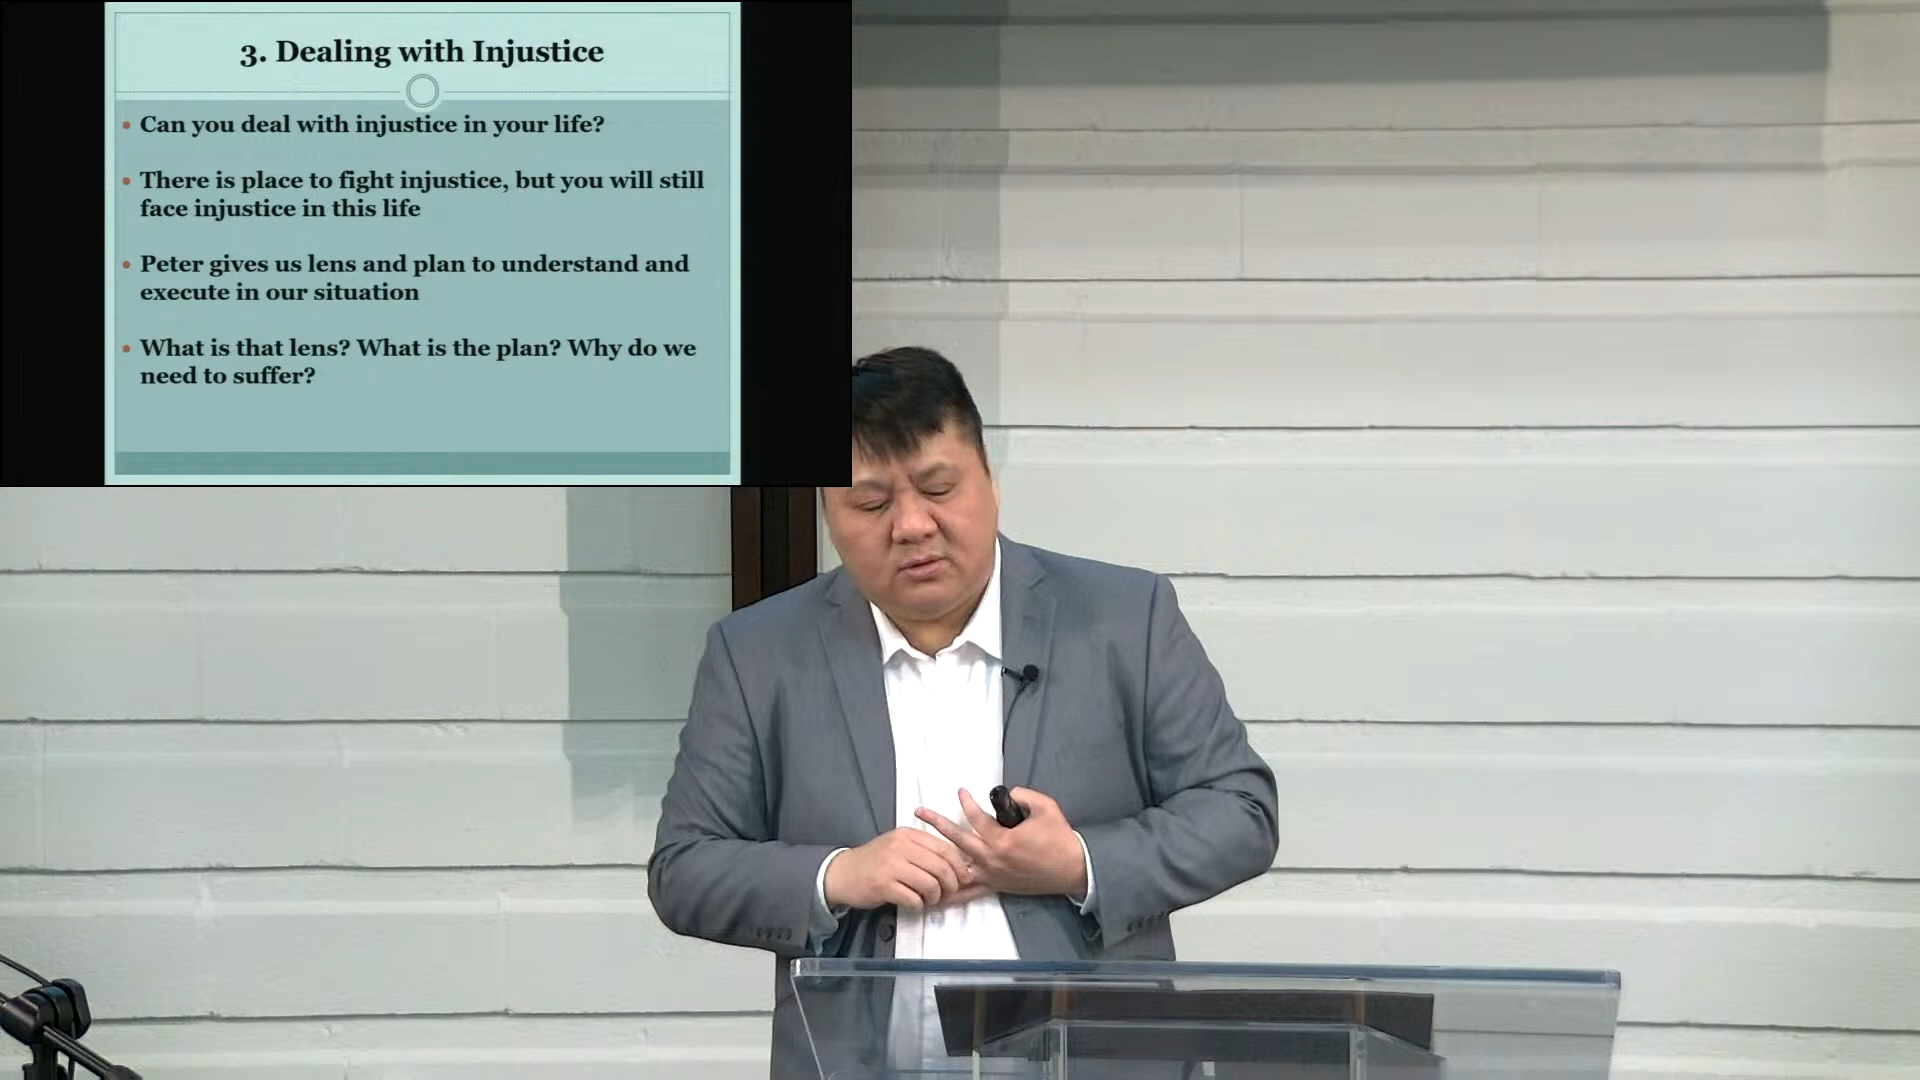 3. Dealing with Injustice
• Can you deal with injustice in your life?
• There is place to fight injustice, but you will still
face injustice in this life
• Peter gives us lens and plan to understand and
execute in our situation
• What is that lens? What is the plan? Why do we
need to suffer?